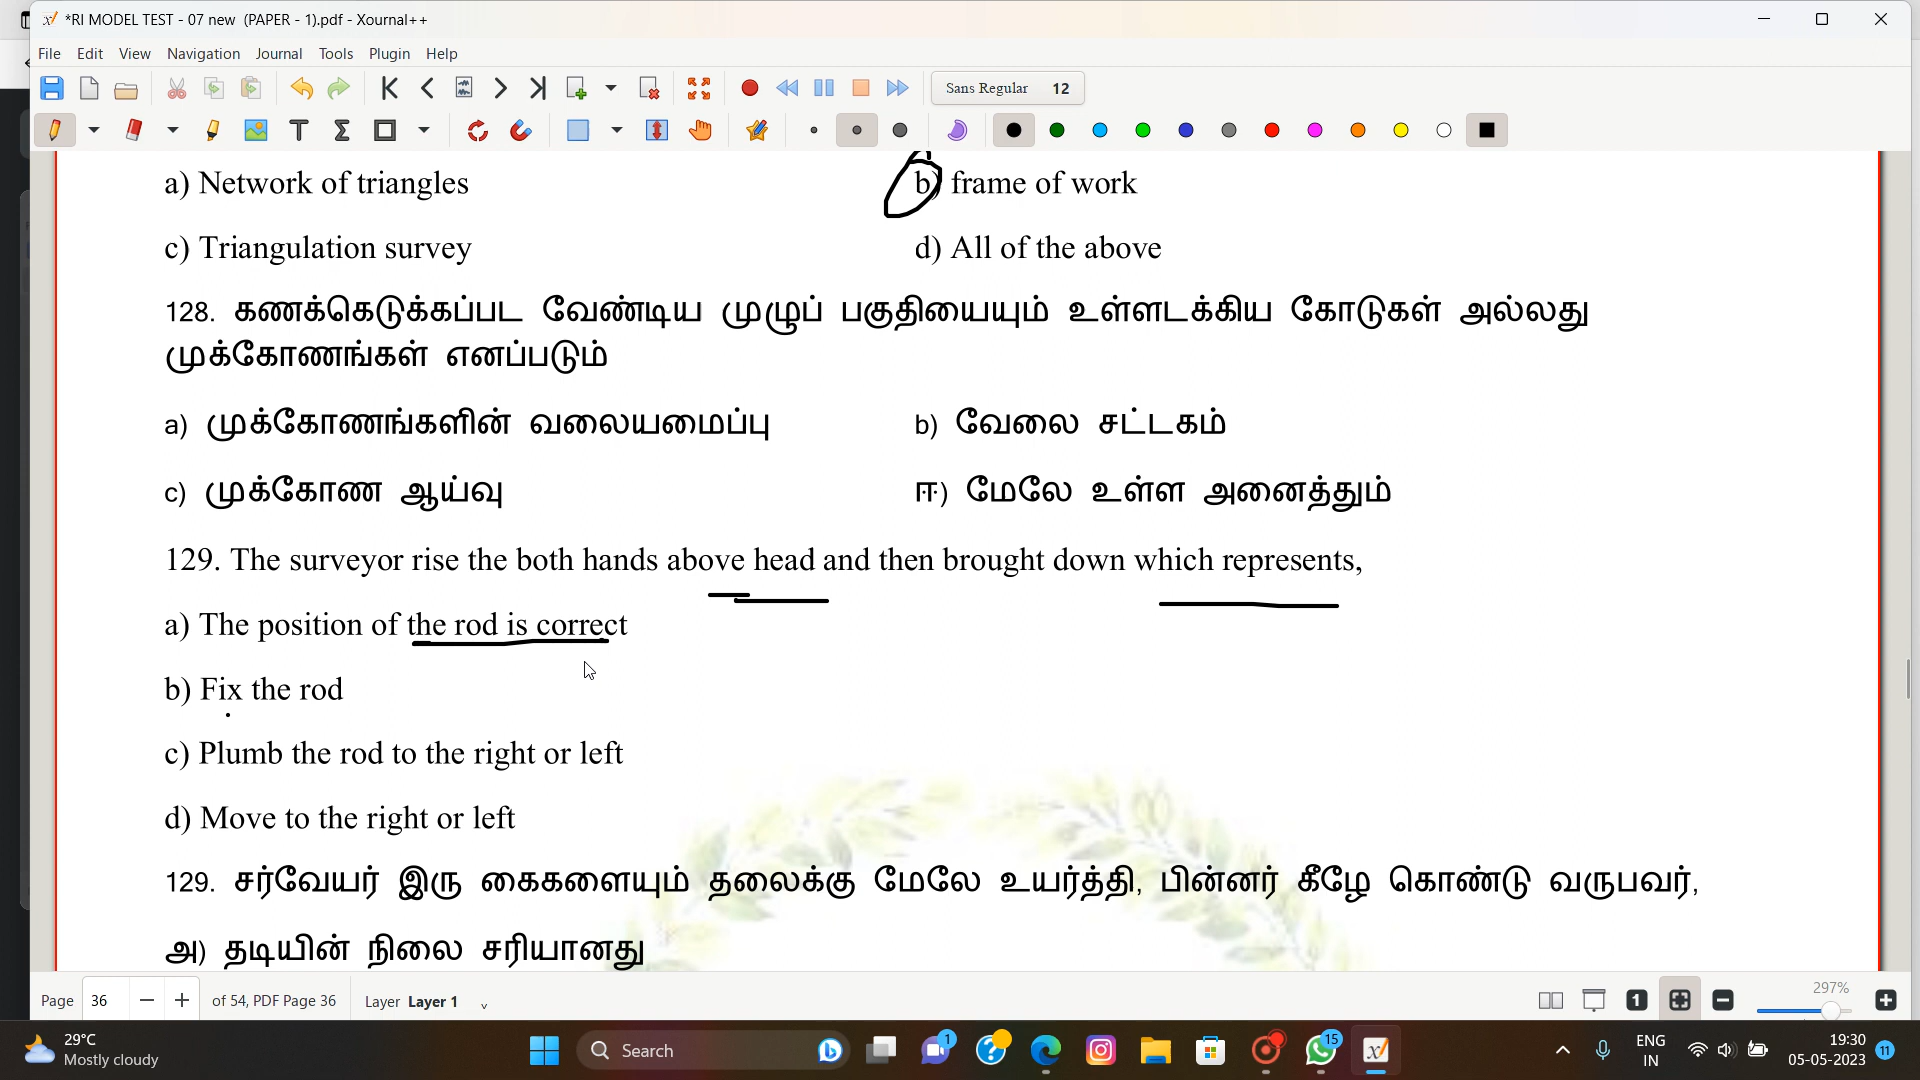 *RI MODEL TEST - 07 new (PAPER - 1).pdf - Xournal++
File Edit View Navigation Journal Tools Plugin Help
Sans Regular 12
a) Network of triangles b) frame of work
c) Triangulation survey d) All of the above
128. கணக்கெடுக்கப்பட வேண்டிய முழுப் பகுதியையும் உள்ளடக்கிய கோடுகள் அல்லது
முக்கோணங்கள் எனப்படும்
a) முக்கோணங்களின் வலையமைப்பு b) வேலை சட்டகம்
c) முக்கோண ஆய்வு ஈ) மேலே உள்ள அனைத்தும்
129. The surveyor rise the both hands above head and then brought down which represents,
a) The position of the rod is correct
b) Fix the rod
c) Plumb the rod to the right or left
d) Move to the right or left
129. சர்வேயர் இரு கைகளையும் தலைக்கு மேலே உயர்த்தி, பின்னர் கீழே கொண்டு வருபவர்,
அ) தடியின் நிலை சரியானது
Page 36 of 54, PDF Page 36 Layer Layer 1 297%
29°C
Mostly cloudy
Search
1
15
ENG
IN
19:30
05-05-2023
11